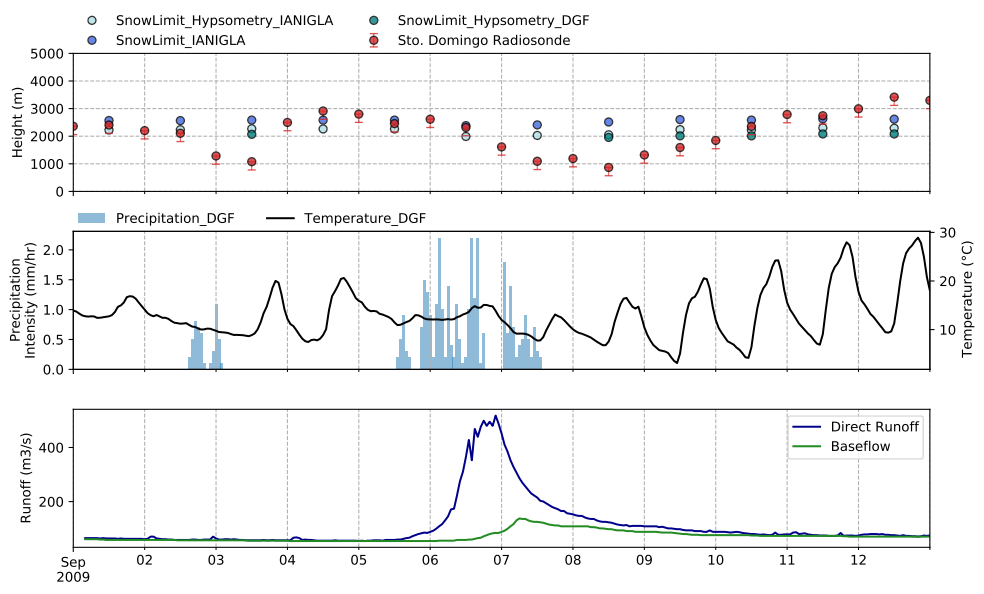 SnowLimit_Hypsometry_IANIGLA
SnowLimit_IANIGLA
SnowLimit_Hypsometry_DGF
Sto. Domingo Radiosonde
5000
4000
3000
2000
1000
0
Height (m)
Precipitation_DGF
Temperature_DGF
2.0
1.5
1.0
0.5
0.0
Precipitation
Intensity (mm/hr)
30
20
10
Temperature (°C)
Direct Runoff
Baseflow
400
200
Runoff (m3/s)
Sep
2009
02
03
04
05
06
07
08
09
10
11
12